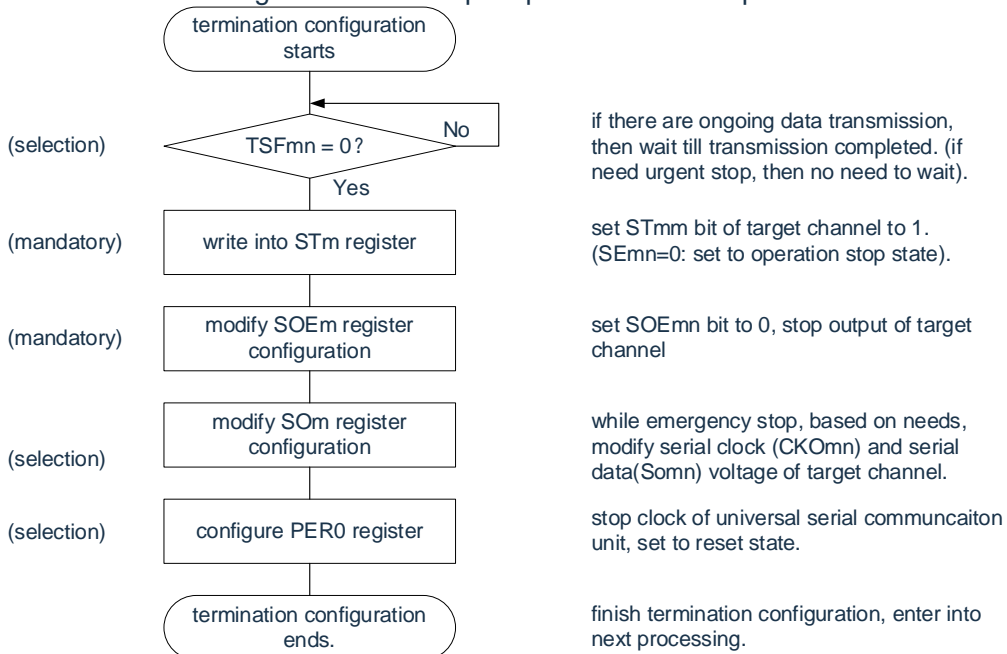 termination configuration
starts
(selection)
TSFmn = 0?
No
Yes
if there are ongoing data transmission,
then wait till transmission completed. (if
need urgent stop, then no need to wait).
(mandatory)
write into STm register
set STmm bit of target channel to 1.
(SEmn=0: set to operation stop state).
(mandatory)
modify SOEm register
configuration
set SOEmn bit to 0, stop output of target
channel
(selection)
modify SOm register
configuration
while emergency stop, based on needs,
modify serial clock (CKOmn) and serial
data(Somn) voltage of target channel.
(selection)
configure PER0 register
stop clock of universal serial communcaiton
unit, set to reset state.
termination configuration
ends.
finish termination configuration, enter into
next processing.